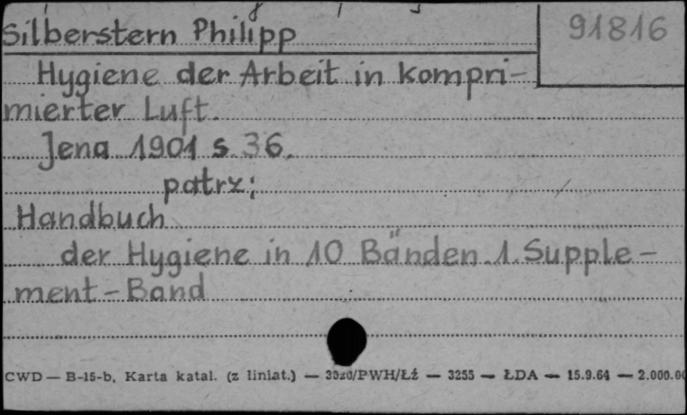 Silberstern Philipp
91816
Hygiene der Arbeit in kompri-
mierter Luft.
Jena 1901 s. 36.
patrz:
Handbuch
der Hygiene in 10 Bänden 1. Supple-
ment - Band
CWD — B-15-b, Karta katal. (z liniat.) — 3020/PWH/Łż — 3255 — ŁDA — 15.9.64 — 2.000.00